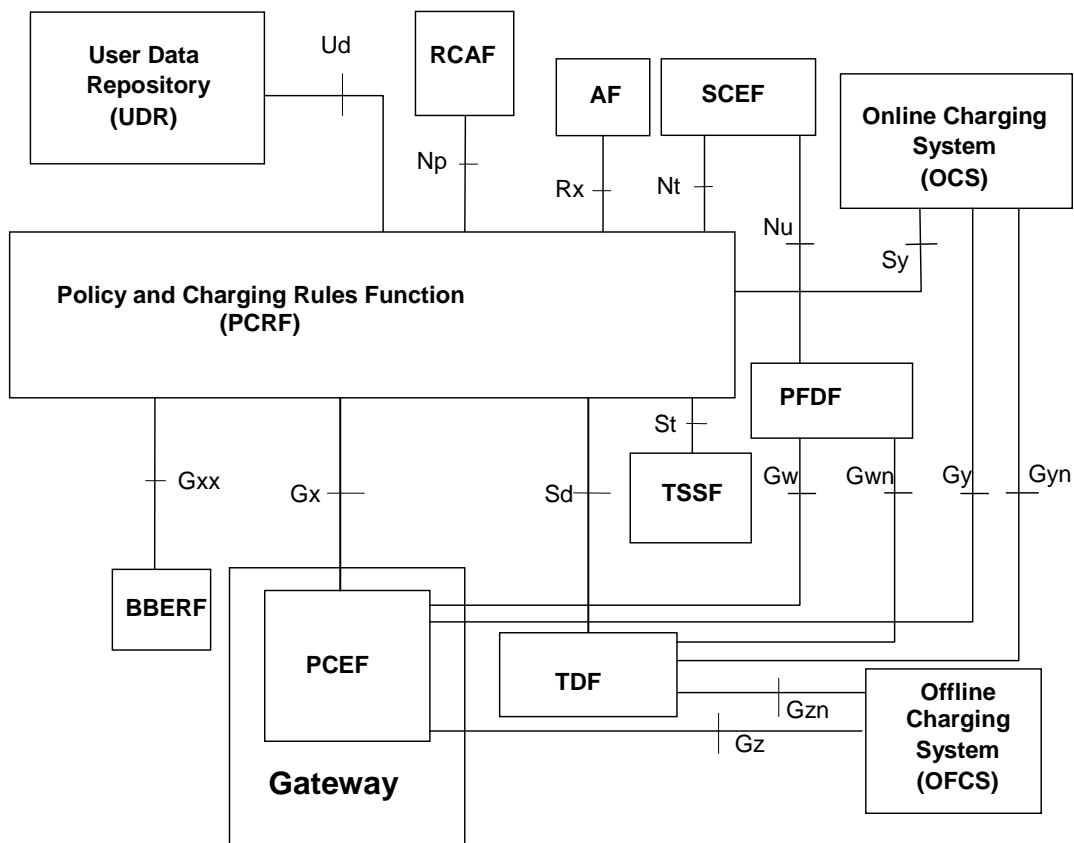 User Data
Repository
(UDR)
Ud
RCAF
AF
SCEF
Online Charging
System
(OCS)
Np
Rx
Nt
Nu
Sy
Policy and Charging Rules Function
(PCRF)
PFDF
St
Gxx
Gx
Sd
TSSF
Gw
Gwn
Gy
Gyn
BBERF
PCEF
TDF
Gzn
Gz
Offline
Charging
System
(OFCS)
Gateway